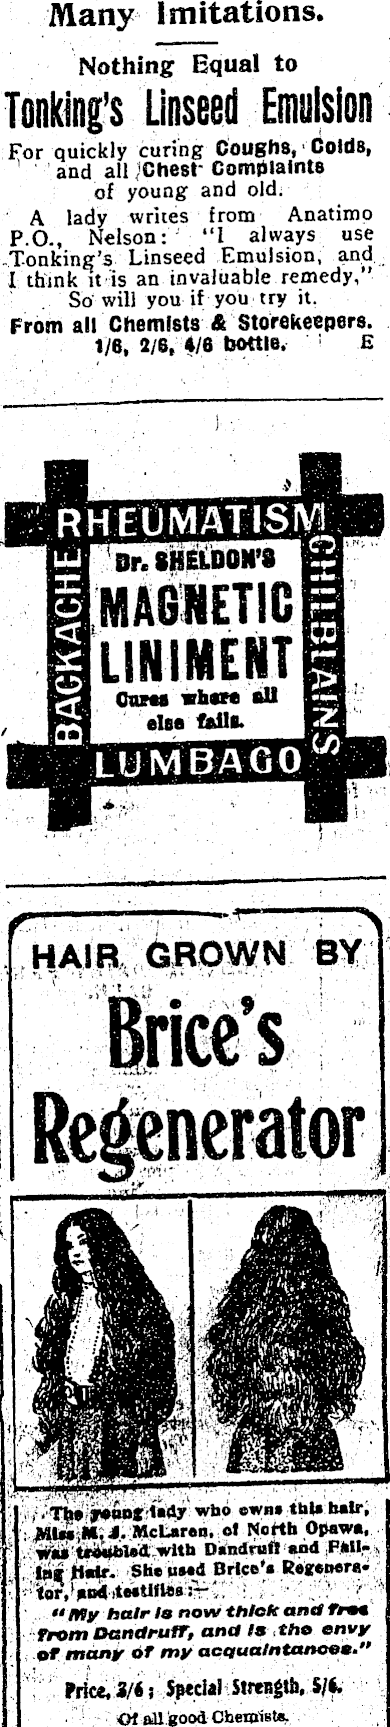 Many Imitations.
Nothing Equal to
Tonking's Linseed Emulsion
For quickly curing Coughs, Colds,
and all Chest Complaints
of young and old.
A lady writes from Anatimo
P.O., Nelson: "I always use
Tonking's Linseed Emulsion, and
I think it is an invaluable remedy,"
So will you if you try it.
From all Chemists & Storekeepers.
1/6, 2/6, 4/6 bottle. E
RHEUMATISM
BACKACHE
CHILBLAINS
Dr. SHELDON'S
MAGNETIC
LINIMENT
Cures where all
else fails.
LUMBAGO
HAIR GROWN BY
Brice's
Regenerator
The young lady who owns this hair,
Miss M. J. McLaren, of North Opawa,
was troubled with Dandruff and Fall-
ing Hair. She used Brice's Regenera-
tor, and testifies:—
"My hair is now thick and free
from Dandruff, and is the envy
of many of my acquaintances."
Price, 3/6; Special Strength, 5/6.
Of all good Chemists.